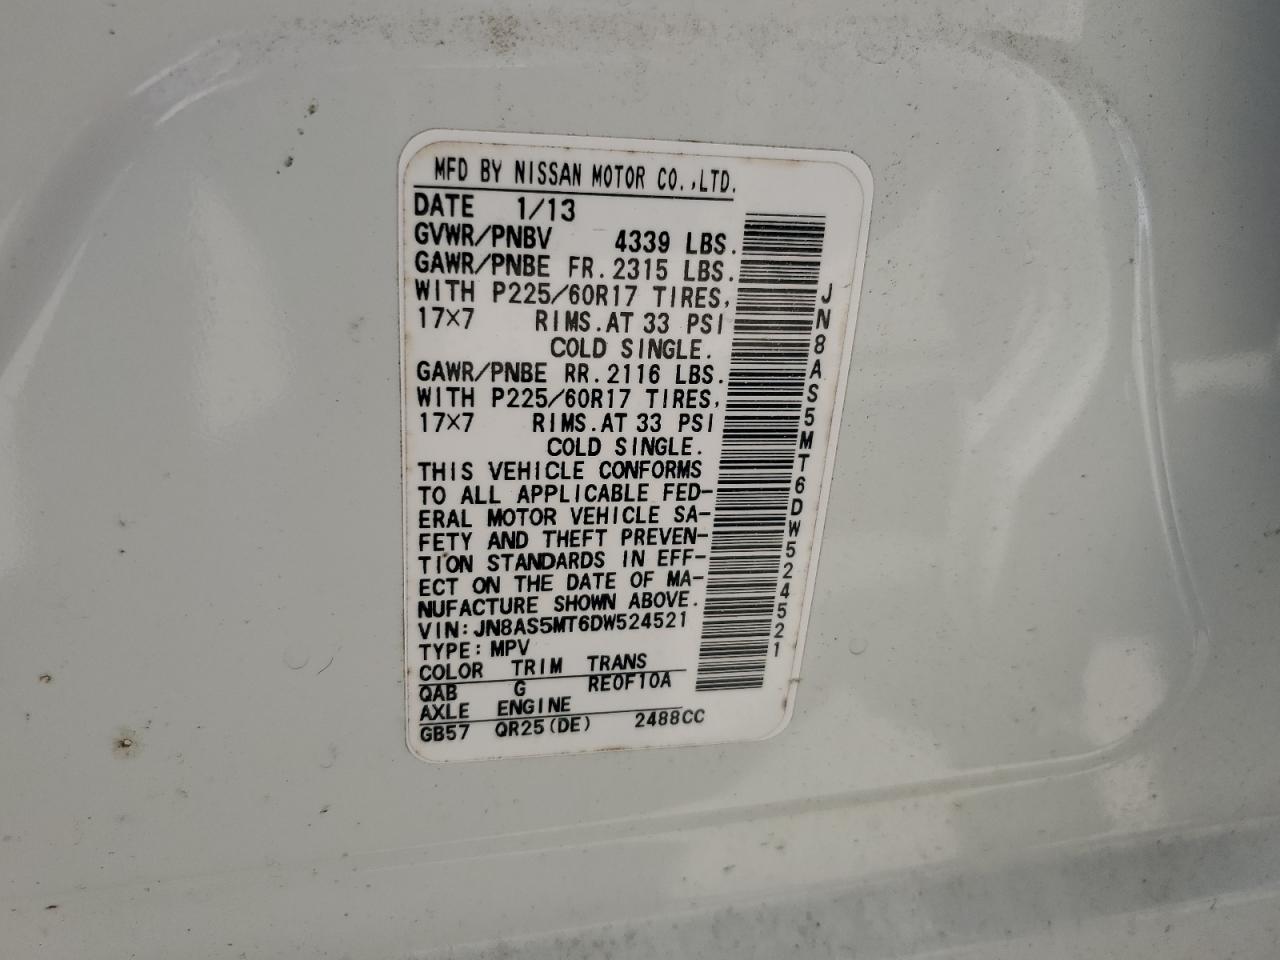 MFD BY NISSAN MOTOR CO.,LTD.
DATE 1/13
GVWR/PNBV 4339 LBS.
GAWR/PNBE FR.2315 LBS.
WITH P225/60R17 TIRES,
17×7 RIMS.AT 33 PSI
COLD SINGLE.
GAWR/PNBE RR.2116 LBS.
WITH P225/60R17 TIRES,
17×7 RIMS.AT 33 PSI
COLD SINGLE.
THIS VEHICLE CONFORMS
TO ALL APPLICABLE FED-
ERAL MOTOR VEHICLE SA-
FETY AND THEFT PREVEN-
TION STANDARDS IN EFF-
ECT ON THE DATE OF MA-
NUFACTURE SHOWN ABOVE.
VIN:JN8AS5MT6DW524521
TYPE:MPV
COLOR TRIM TRANS
QAB G RE0F10A
AXLE ENGINE
GB57 QR25(DE) 2488CC
JN8AS5MT6DW524521